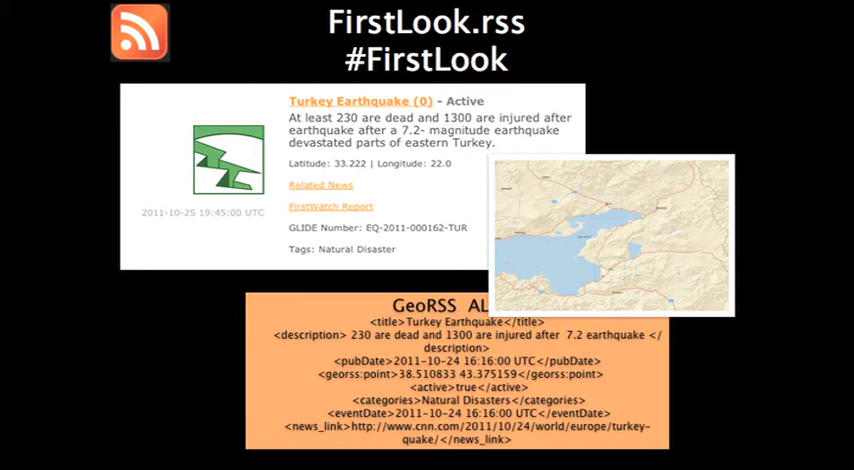 FirstLook.rss
#FirstLook
Turkey Earthquake (0) - Active
At least 230 are dead and 1300 are injured after
earthquake after a 7.2- magnitude earthquake
devastated parts of eastern Turkey.
Latitude: 33.222 | Longitude: 22.0
Related News
FirstWatch Report
2011-10-25 19:45:00 UTC
GLIDE Number: EQ-2011-000162-TUR
Tags: Natural Disaster
GeoRSS AL
<title>Turkey Earthquake</title>
<description> 230 are dead and 1300 are injured after 7.2 earthquake </
description>
<pubDate>2011-10-24 16:16:00 UTC</pubDate>
<georss:point>38.510833 43.375159</georss:point>
<active>true</active>
<categories>Natural Disasters</categories>
<eventDate>2011-10-24 16:16:00 UTC</eventDate>
<news_link>http://www.cnn.com/2011/10/24/world/europe/turkey-
quake/</news_link>